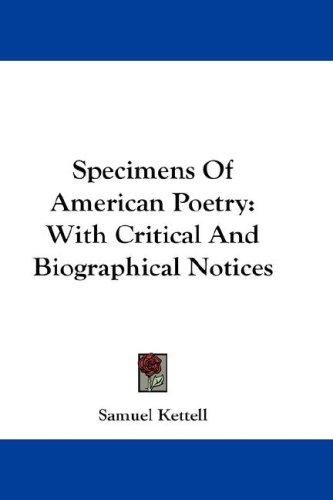 Specimens Of
American Poetry:
With Critical And
Biographical Notices
Samuel Kettell